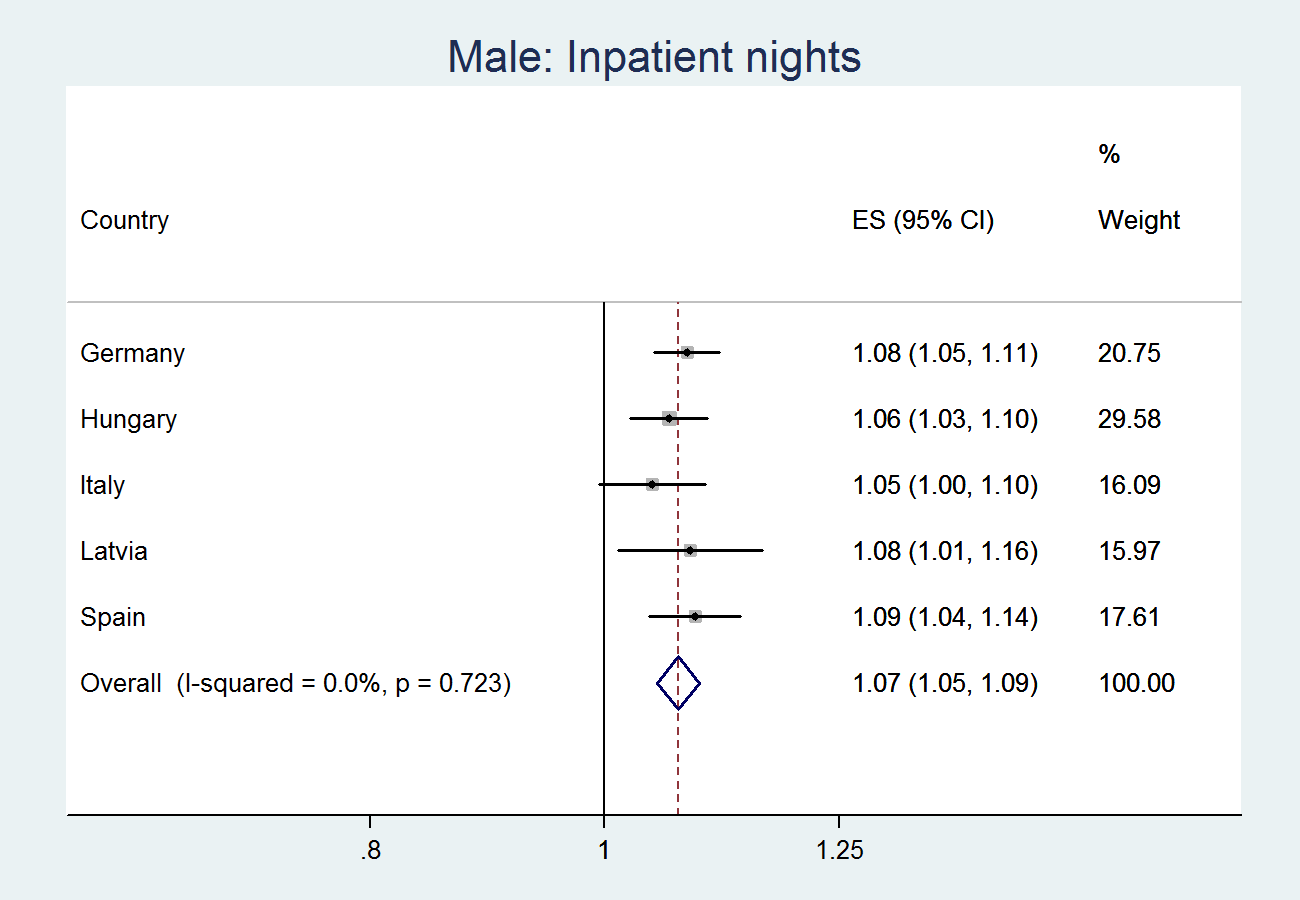 Male: Inpatient nights
%
Country ES (95% CI) Weight
Germany 1.08 (1.05, 1.11) 20.75
Hungary 1.06 (1.03, 1.10) 29.58
Italy 1.05 (1.00, 1.10) 16.09
Latvia 1.08 (1.01, 1.16) 15.97
Spain 1.09 (1.04, 1.14) 17.61
Overall (I-squared = 0.0%, p = 0.723) 1.07 (1.05, 1.09) 100.00
.8 1 1.25